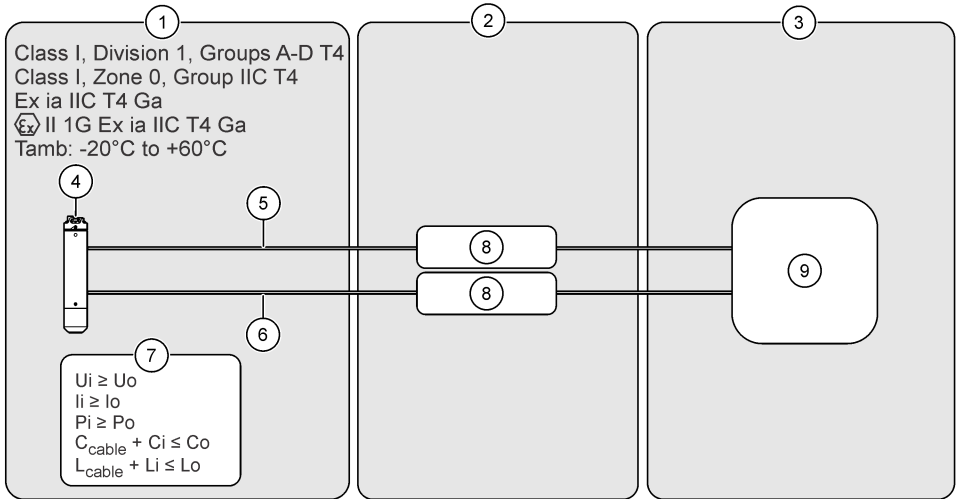 1
2
3
Class I, Division 1, Groups A-D T4
Class I, Zone 0, Group IIC T4
Ex ia IIC T4 Ga
Ex II 1G Ex ia IIC T4 Ga
Tamb: -20°C to +60°C
4
5
8
9
8
6
7
Ui ≥ Uo
Ii ≥ Io
Pi ≥ Po
Ccable + Ci ≤ Co
Lcable + Li ≤ Lo